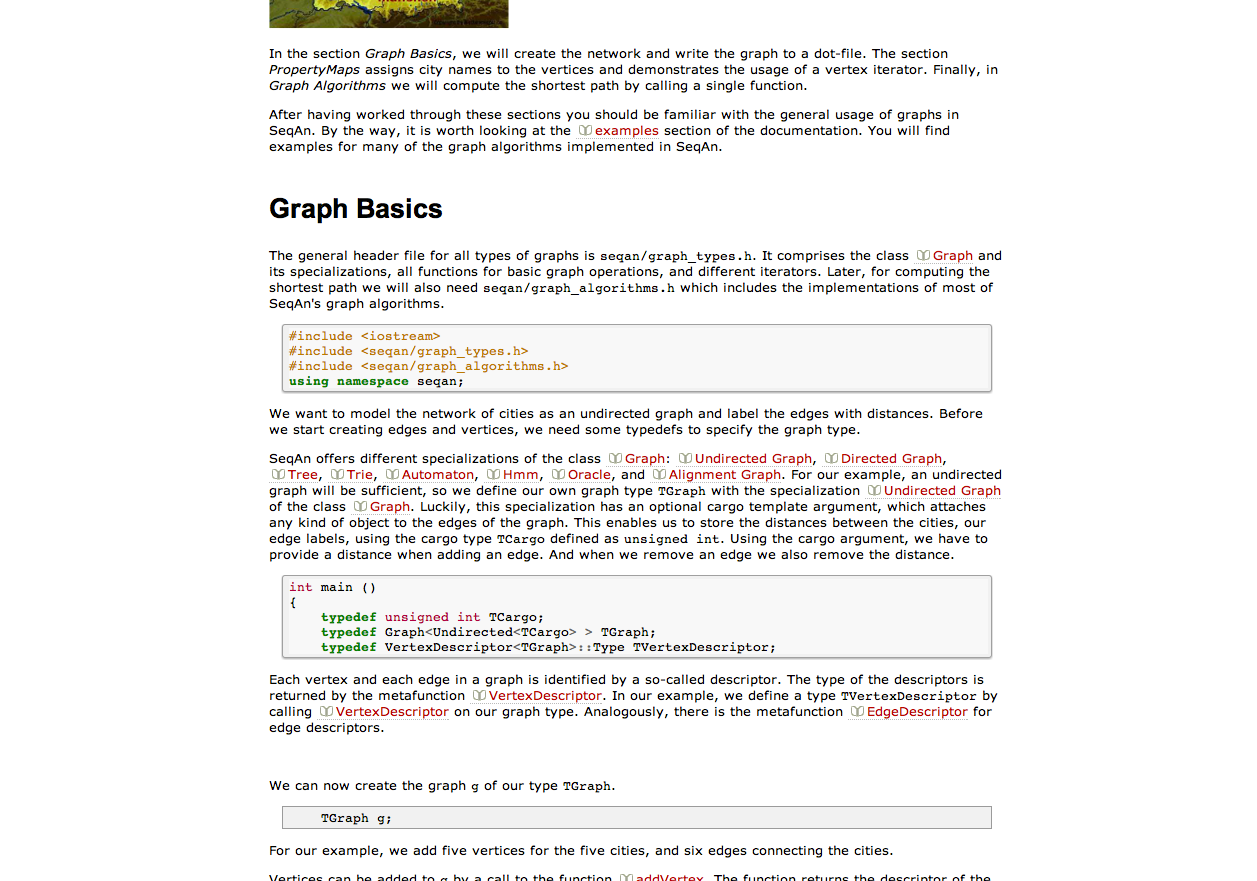 In the section Graph Basics, we will create the network and write the graph to a dot-file. The section
PropertyMaps assigns city names to the vertices and demonstrates the usage of a vertex iterator. Finally, in
Graph Algorithms we will compute the shortest path by calling a single function.
After having worked through these sections you should be familiar with the general usage of graphs in
SeqAn. By the way, it is worth looking at the examples section of the documentation. You will find
examples for many of the graph algorithms implemented in SeqAn.
Graph Basics
The general header file for all types of graphs is seqan/graph_types.h. It comprises the class Graph and
its specializations, all functions for basic graph operations, and different iterators. Later, for computing the
shortest path we will also need seqan/graph_algorithms.h which includes the implementations of most of
SeqAn's graph algorithms.
#include <iostream>
#include <seqan/graph_types.h>
#include <seqan/graph_algorithms.h>
using namespace seqan;
We want to model the network of cities as an undirected graph and label the edges with distances. Before
we start creating edges and vertices, we need some typedefs to specify the graph type.
SeqAn offers different specializations of the class Graph: Undirected Graph, Directed Graph,
Tree, Trie, Automaton, Hmm, Oracle, and Alignment Graph. For our example, an undirected
graph will be sufficient, so we define our own graph type TGraph with the specialization Undirected Graph
of the class Graph. Luckily, this specialization has an optional cargo template argument, which attaches
any kind of object to the edges of the graph. This enables us to store the distances between the cities, our
edge labels, using the cargo type TCargo defined as unsigned int. Using the cargo argument, we have to
provide a distance when adding an edge. And when we remove an edge we also remove the distance.
int main ()
{
    typedef unsigned int TCargo;
    typedef Graph<Undirected<TCargo> > TGraph;
    typedef VertexDescriptor<TGraph>::Type TVertexDescriptor;
Each vertex and each edge in a graph is identified by a so-called descriptor. The type of the descriptors is
returned by the metafunction VertexDescriptor. In our example, we define a type TVertexDescriptor by
calling VertexDescriptor on our graph type. Analogously, there is the metafunction EdgeDescriptor for
edge descriptors.
We can now create the graph g of our type TGraph.
    TGraph g;
For our example, we add five vertices for the five cities, and six edges connecting the cities.
Vertices can be added to g by a call to the function addVertex. The function returns the descriptor of the